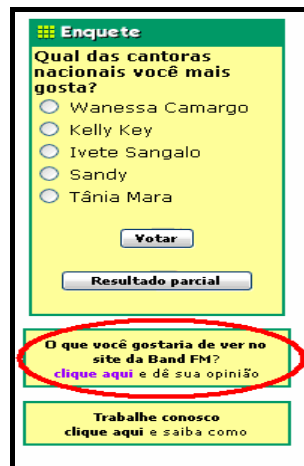 Enquete
Qual das cantoras
nacionais você mais
gosta?
Wanessa Camargo
Kelly Key
Ivete Sangalo
Sandy
Tânia Mara
Votar
Resultado parcial
O que você gostaria de ver no
site da Band FM?
clique aqui e dê sua opinião
Trabalhe conosco
clique aqui e saiba como